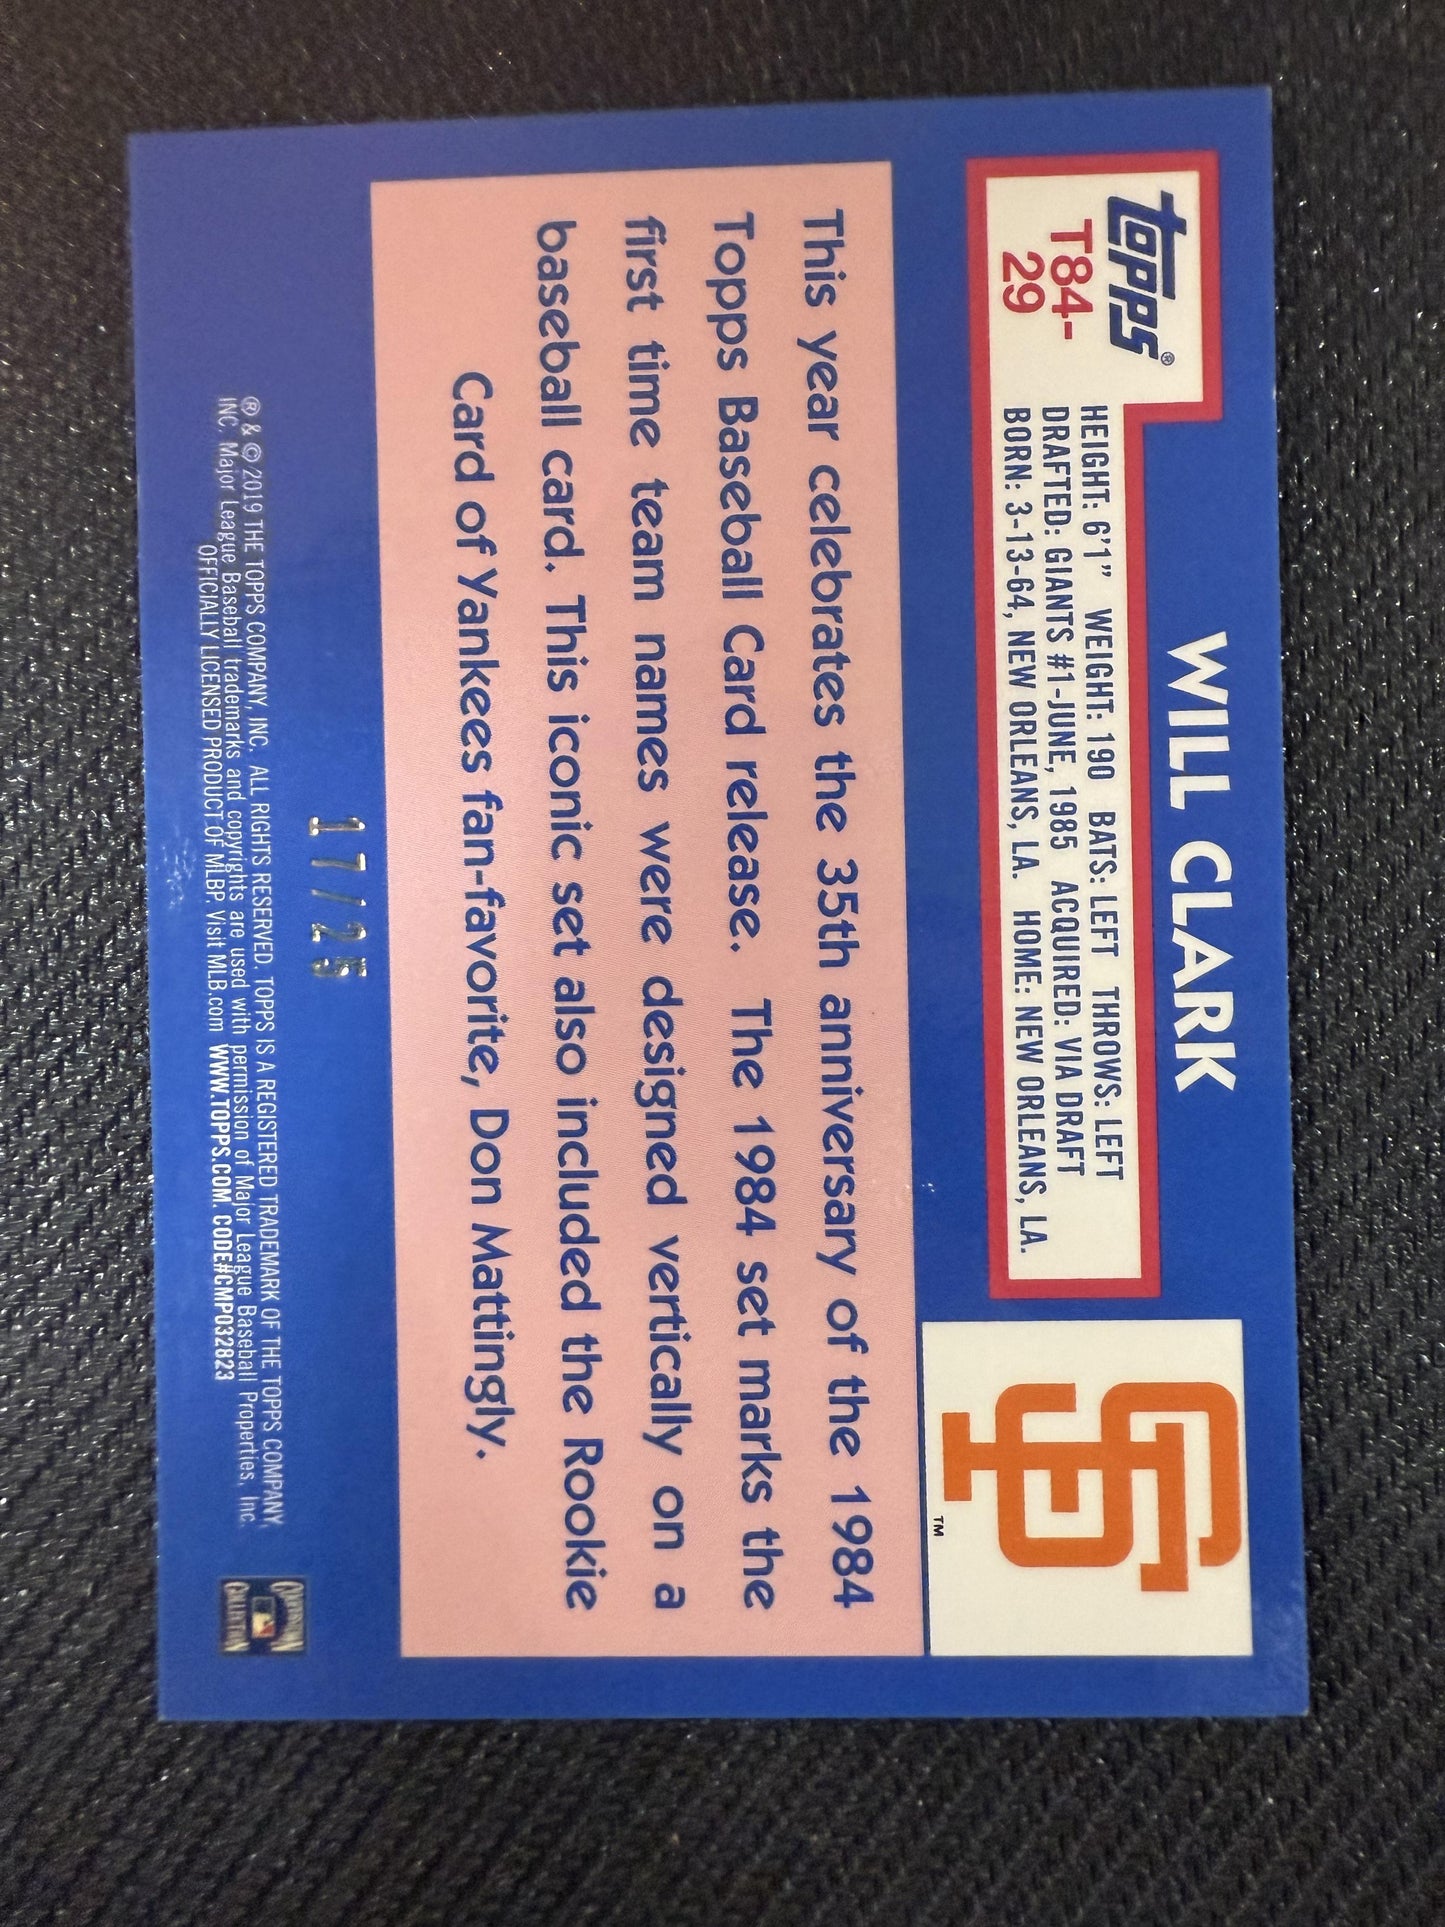 topps®
T84-
29
WILL CLARK
HEIGHT: 6'1" WEIGHT: 190 BATS: LEFT THROWS: LEFT
DRAFTED: GIANTS #1-JUNE, 1985 ACQUIRED: VIA DRAFT
BORN: 3-13-64, NEW ORLEANS, LA. HOME: NEW ORLEANS, LA.
SF
TM
This year celebrates the 35th anniversary of the 1984
Topps Baseball Card release. The 1984 set marks the
first time team names were designed vertically on a
baseball card. This iconic set also included the Rookie
Card of Yankees fan-favorite, Don Mattingly.
17/25
® & © 2019 THE TOPPS COMPANY, INC. ALL RIGHTS RESERVED. TOPPS IS A REGISTERED TRADEMARK OF THE TOPPS COMPANY,
INC. Major League Baseball trademarks and copyrights are used with permission of Major League Baseball Properties, Inc.
OFFICIALLY LICENSED PRODUCT OF MLBP. Visit MLB.com WWW.TOPPS.COM. CODE#CMP032823
COOPERSTOWN
COLLECTION